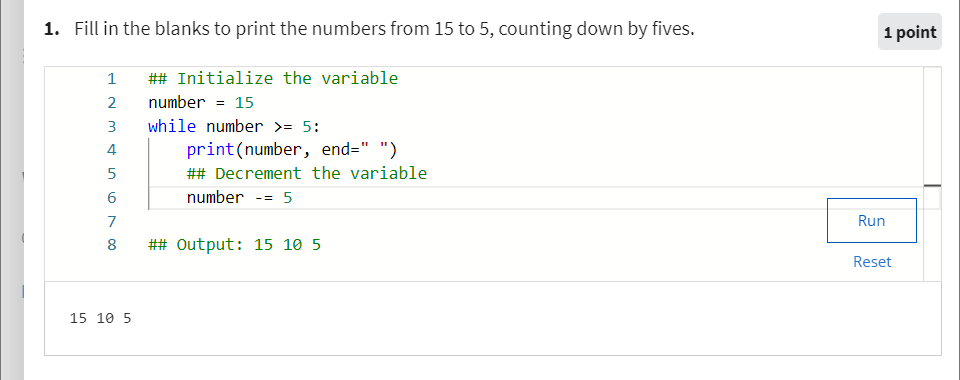 1. Fill in the blanks to print the numbers from 15 to 5, counting down by fives.
1 point
1 ## Initialize the variable
2 number = 15
3 while number >= 5:
4     print(number, end=" ")
5     ## Decrement the variable
6     number -= 5
7
8 ## Output: 15 10 5
Run
Reset
15 10 5